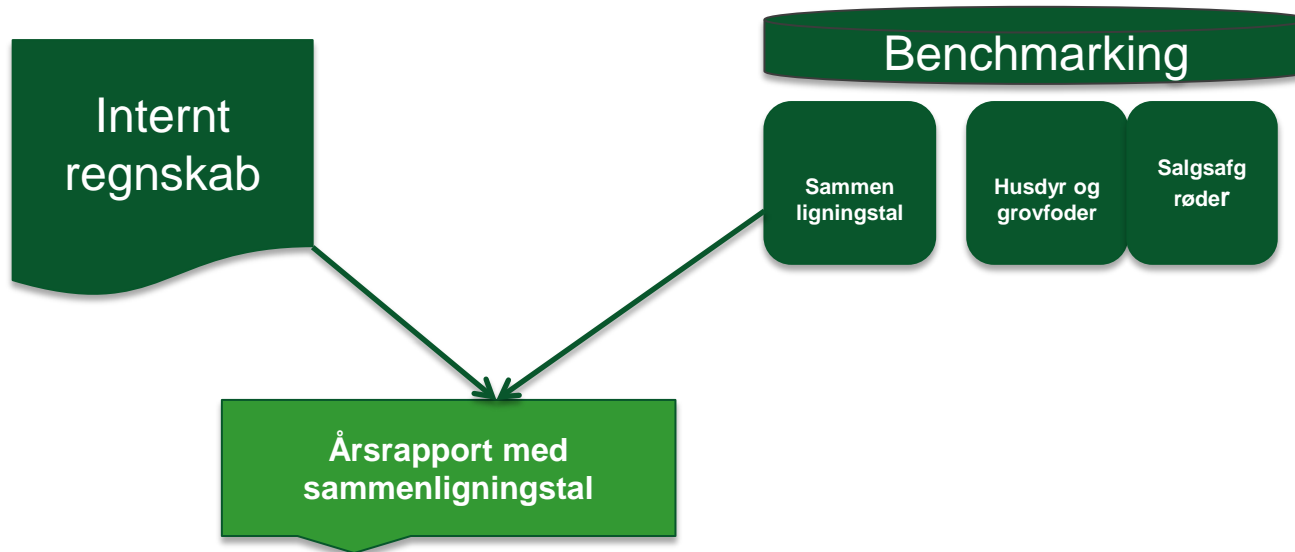 Internt
regnskab
Benchmarking
Sammen
ligningstal
Husdyr og
grovfoder
Salgsafg
røder
Årsrapport med
sammenligningstal